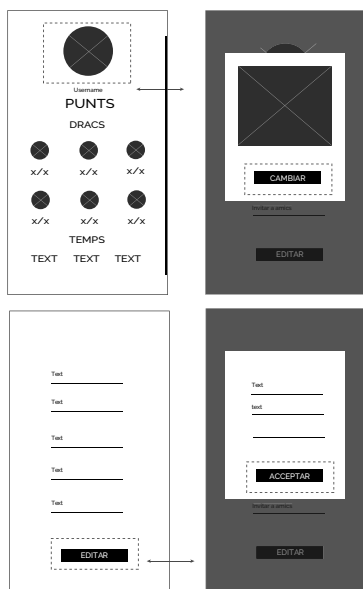 Username
PUNTS
DRACS
x/x x/x x/x
x/x x/x x/x
TEMPS
TEXT TEXT TEXT
CAMBIAR
Invitar a amics
EDITAR
Text
Text
Text
Text
Text
EDITAR
Text
text
ACCEPTAR
Invitar a amics
EDITAR